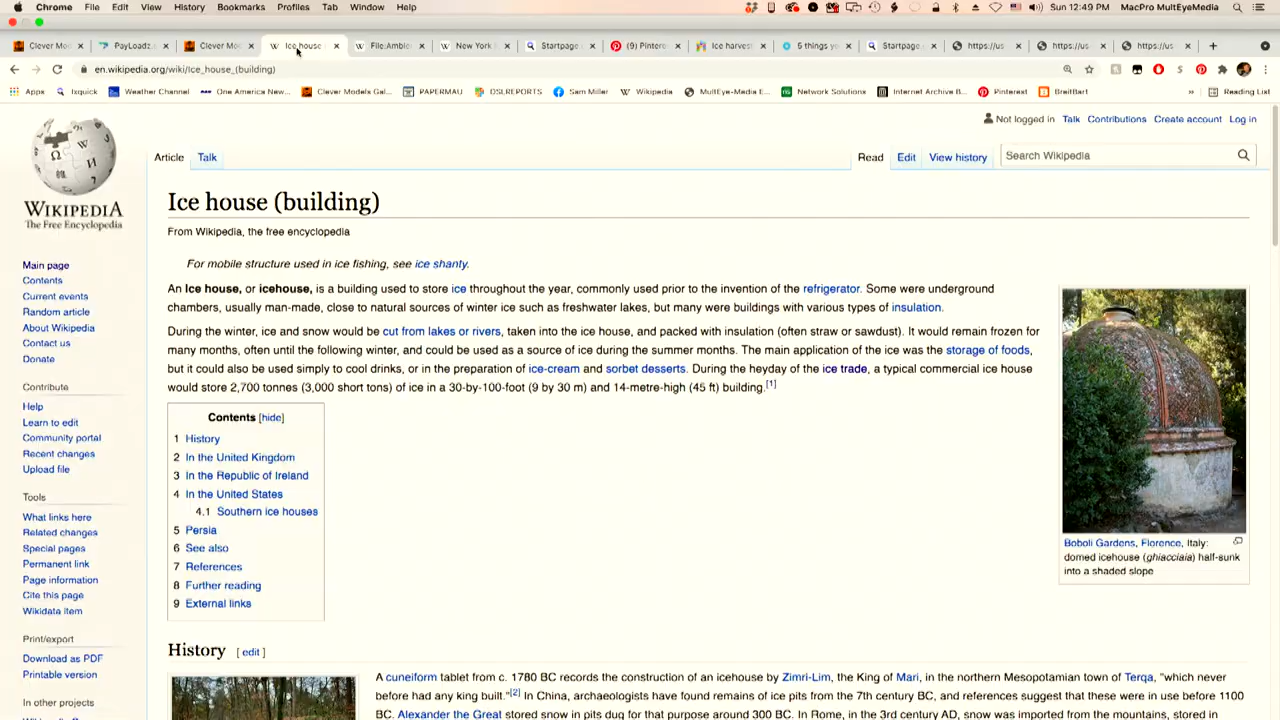 Chrome File Edit View History Bookmarks Profiles Tab Window Help Sun 12:49 PM MacPro MultEyeMedia
Clever Mod PayLoadz Clever Mod Ice house File:Amble New York Startpage (9) Pintere Ice harvest 5 things yo Startpage https://us https://us https://us
en.wikipedia.org/wiki/Ice_house_(building)
Apps Ixquick Weather Channel One America New... Clever Models Gal... PAPERMAU DSLREPORTS Sam Miller Wikipedia MultEye-Media E... Network Solutions Internet Archive B... Pinterest BreitBart » Reading List
Not logged in Talk Contributions Create account Log in
Article Talk Read Edit View history Search Wikipedia
WIKIPEDIA
The Free Encyclopedia
Main page
Contents
Current events
Random article
About Wikipedia
Contact us
Donate
Contribute
Help
Learn to edit
Community portal
Recent changes
Upload file
Tools
What links here
Related changes
Special pages
Permanent link
Page information
Cite this page
Wikidata item
Print/export
Download as PDF
Printable version
In other projects
Ice house (building)
From Wikipedia, the free encyclopedia
For mobile structure used in ice fishing, see ice shanty.
An Ice house, or icehouse, is a building used to store ice throughout the year, commonly used prior to the invention of the refrigerator. Some were underground
chambers, usually man-made, close to natural sources of winter ice such as freshwater lakes, but many were buildings with various types of insulation.
During the winter, ice and snow would be cut from lakes or rivers, taken into the ice house, and packed with insulation (often straw or sawdust). It would remain frozen for
many months, often until the following winter, and could be used as a source of ice during the summer months. The main application of the ice was the storage of foods,
but it could also be used simply to cool drinks, or in the preparation of ice-cream and sorbet desserts. During the heyday of the ice trade, a typical commercial ice house
would store 2,700 tonnes (3,000 short tons) of ice in a 30-by-100-foot (9 by 30 m) and 14-metre-high (45 ft) building.[1]
Boboli Gardens, Florence, Italy:
domed icehouse (ghiacciaia) half-sunk
into a shaded slope
Contents [hide]
1 History
2 In the United Kingdom
3 In the Republic of Ireland
4 In the United States
4.1 Southern ice houses
5 Persia
6 See also
7 References
8 Further reading
9 External links
History [ edit ]
A cuneiform tablet from c. 1780 BC records the construction of an icehouse by Zimri-Lim, the King of Mari, in the northern Mesopotamian town of Terqa, "which never
before had any king built."[2] In China, archaeologists have found remains of ice pits from the 7th century BC, and references suggest that these were in use before 1100
BC. Alexander the Great stored snow in pits dug for that purpose around 300 BC. In Rome, in the 3rd century AD, snow was imported from the mountains, stored in